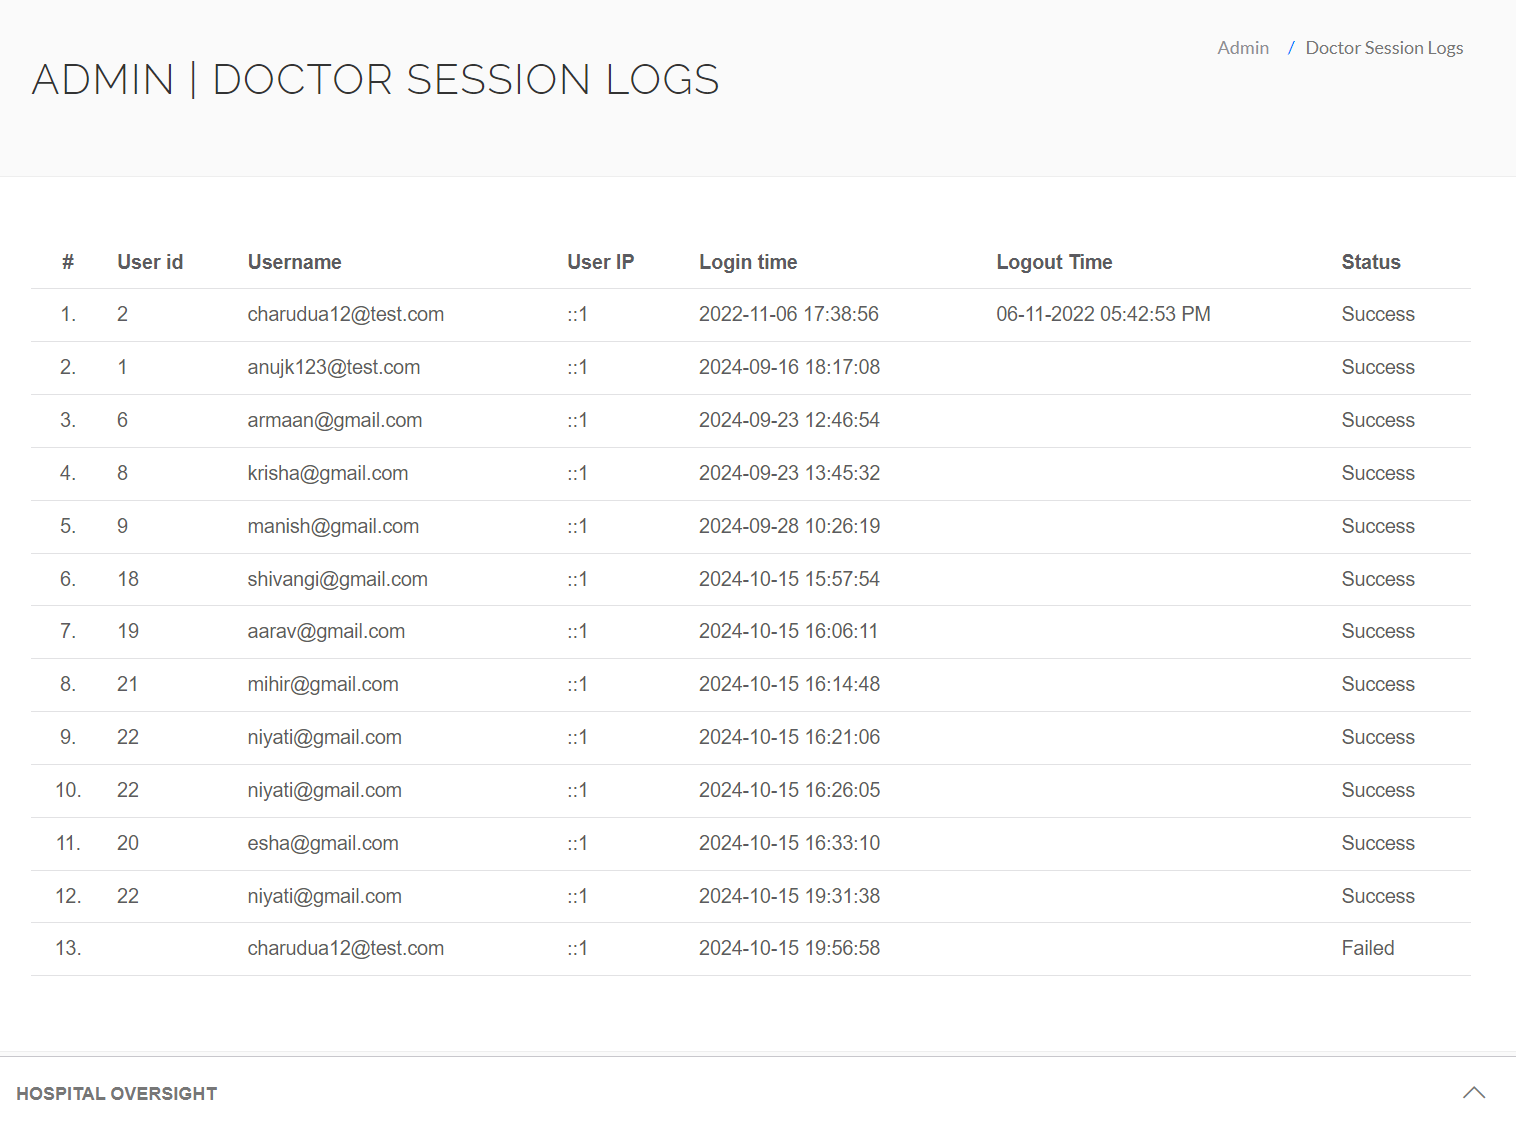 Admin / Doctor Session Logs
ADMIN | DOCTOR SESSION LOGS
# User id Username User IP Login time Logout Time Status
1. 2 charudua12@test.com ::1 2022-11-06 17:38:56 06-11-2022 05:42:53 PM Success
2. 1 anujk123@test.com ::1 2024-09-16 18:17:08 Success
3. 6 armaan@gmail.com ::1 2024-09-23 12:46:54 Success
4. 8 krisha@gmail.com ::1 2024-09-23 13:45:32 Success
5. 9 manish@gmail.com ::1 2024-09-28 10:26:19 Success
6. 18 shivangi@gmail.com ::1 2024-10-15 15:57:54 Success
7. 19 aarav@gmail.com ::1 2024-10-15 16:06:11 Success
8. 21 mihir@gmail.com ::1 2024-10-15 16:14:48 Success
9. 22 niyati@gmail.com ::1 2024-10-15 16:21:06 Success
10. 22 niyati@gmail.com ::1 2024-10-15 16:26:05 Success
11. 20 esha@gmail.com ::1 2024-10-15 16:33:10 Success
12. 22 niyati@gmail.com ::1 2024-10-15 19:31:38 Success
13. charudua12@test.com ::1 2024-10-15 19:56:58 Failed
HOSPITAL OVERSIGHT